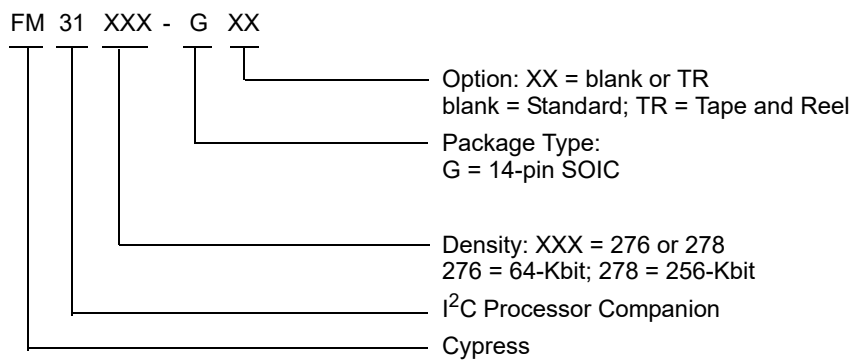 FM 31 XXX - G XX
Option: XX = blank or TR
blank = Standard; TR = Tape and Reel
Package Type:
G = 14-pin SOIC
Density: XXX = 276 or 278
276 = 64-Kbit; 278 = 256-Kbit
I²C Processor Companion
Cypress